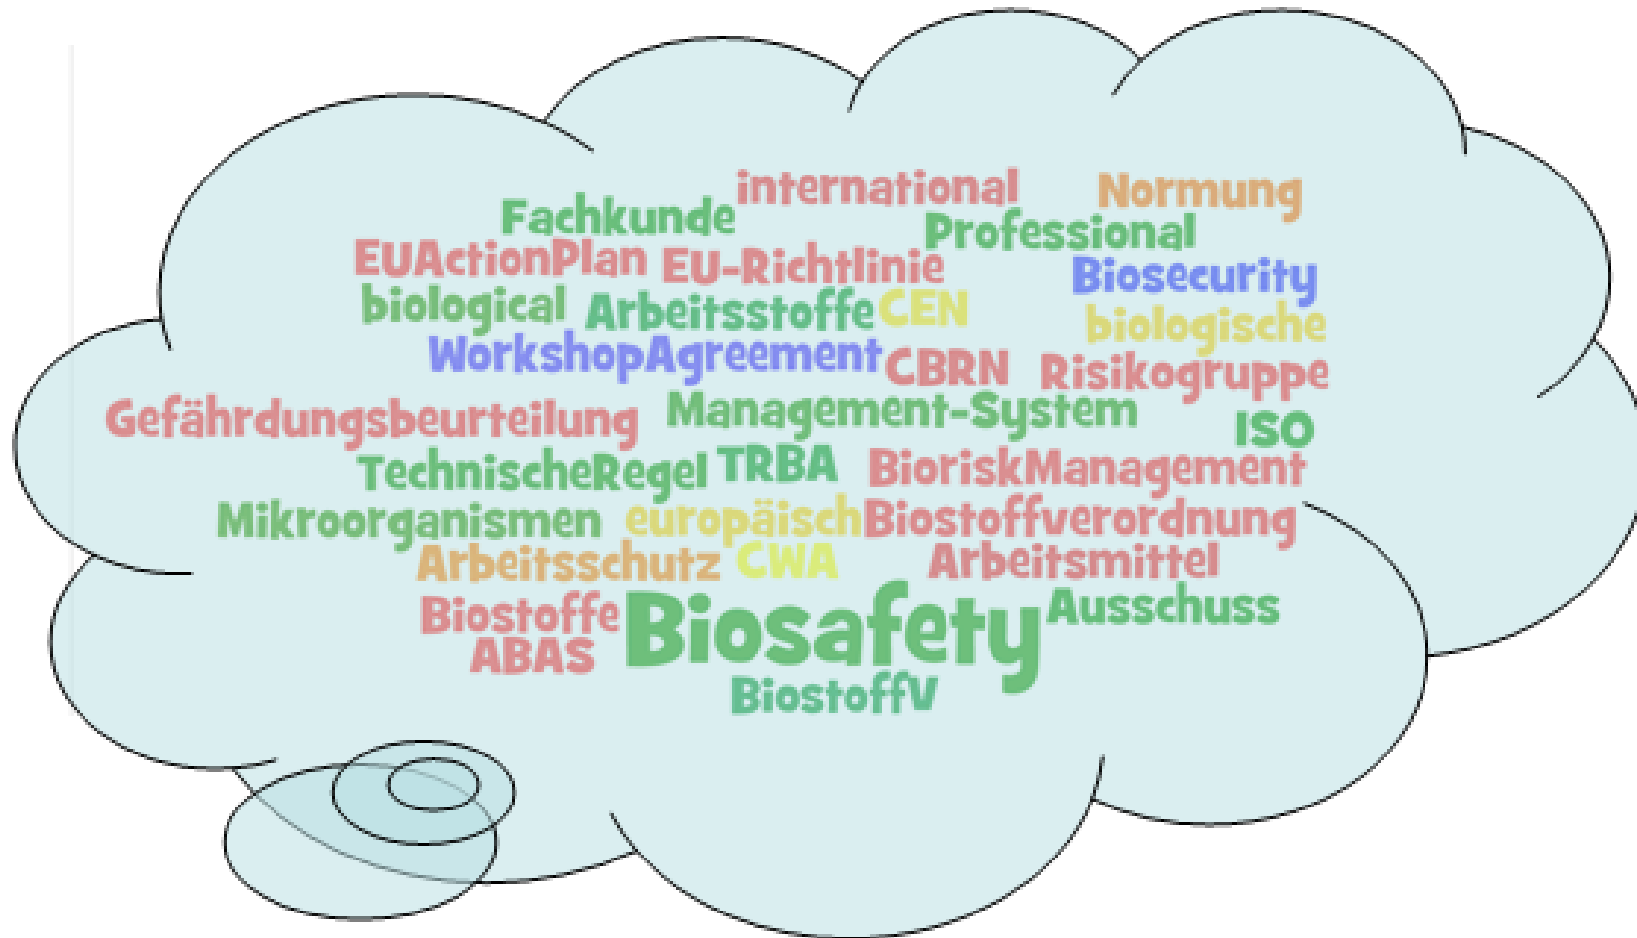 international Normung
Fachkunde Professional
EUActionPlan EU-Richtlinie Biosecurity
biological Arbeitsstoffe CEN biologische
WorkshopAgreement CBRN Risikogruppe
Gefährdungsbeurteilung Management-System ISO
TechnischeRegel TRBA BioriskManagement
Mikroorganismen europäisch Biostoffverordnung
Arbeitsschutz CWA Arbeitsmittel
Biostoffe Biosafety Ausschuss
ABAS
BiostoffV